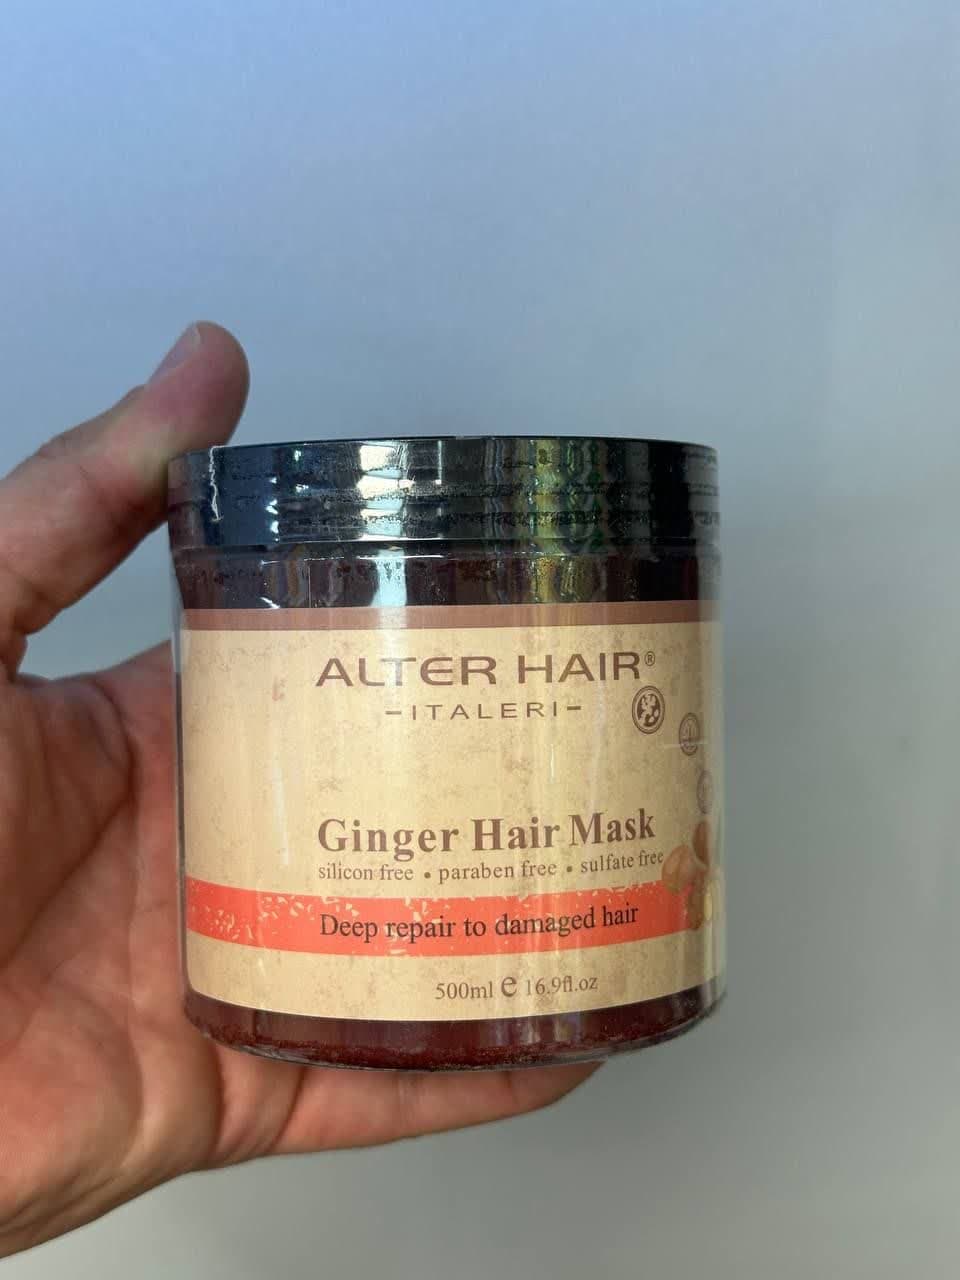 ALTER HAIR®
-ITALERI-
Ginger Hair Mask
silicon free • paraben free • sulfate free
Deep repair to damaged hair
500ml e 16.9fl.oz